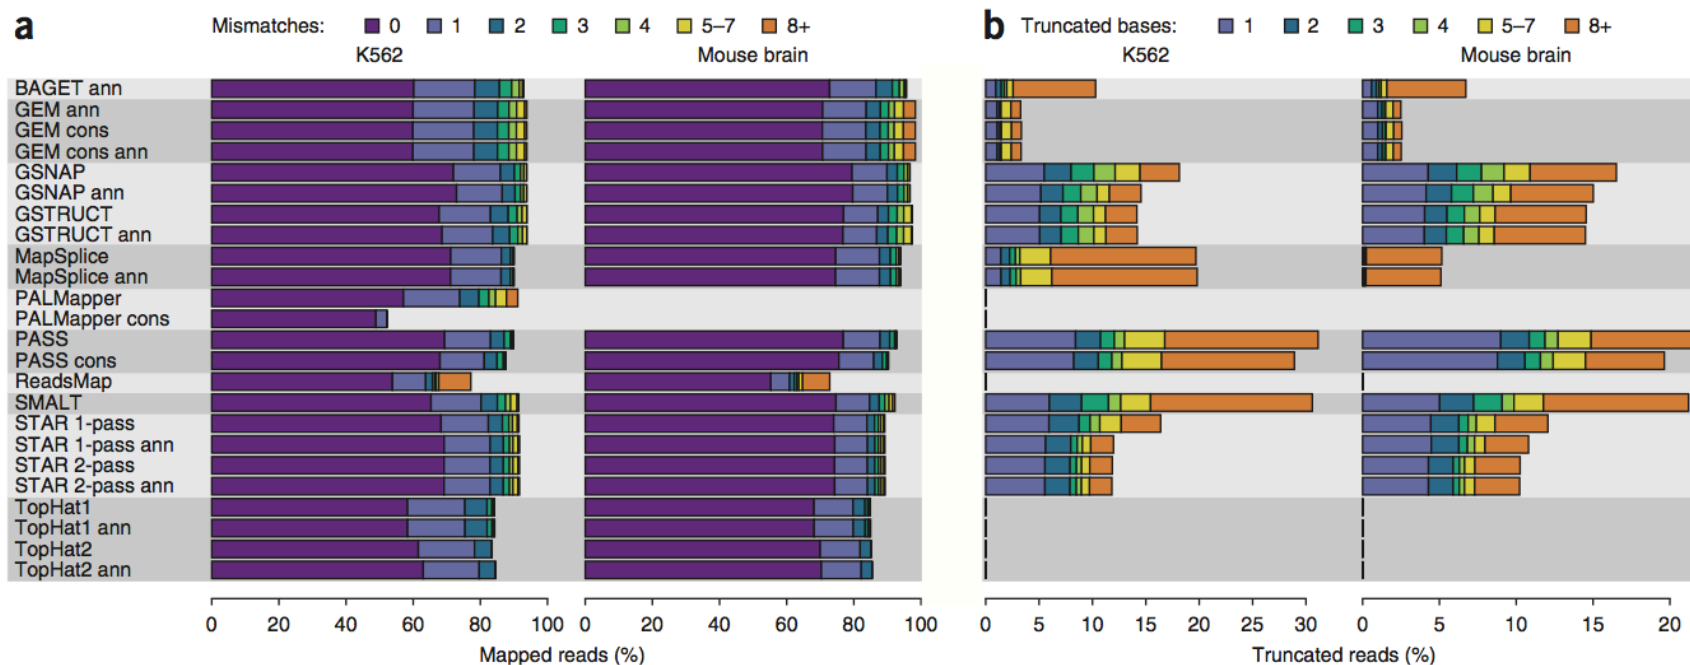 a
Mismatches: 0 1 2 3 4 5–7 8+
K562 Mouse brain
b
Truncated bases: 1 2 3 4 5–7 8+
K562 Mouse brain
BAGET ann
GEM ann
GEM cons
GEM cons ann
GSNAP
GSNAP ann
GSTRUCT
GSTRUCT ann
MapSplice
MapSplice ann
PALMapper
PALMapper cons
PASS
PASS cons
ReadsMap
SMALT
STAR 1-pass
STAR 1-pass ann
STAR 2-pass
STAR 2-pass ann
TopHat1
TopHat1 ann
TopHat2
TopHat2 ann
0 20 40 60 80 100 0 20 40 60 80 100
Mapped reads (%)
0 5 10 15 20 25 30 0 5 10 15 20
Truncated reads (%)